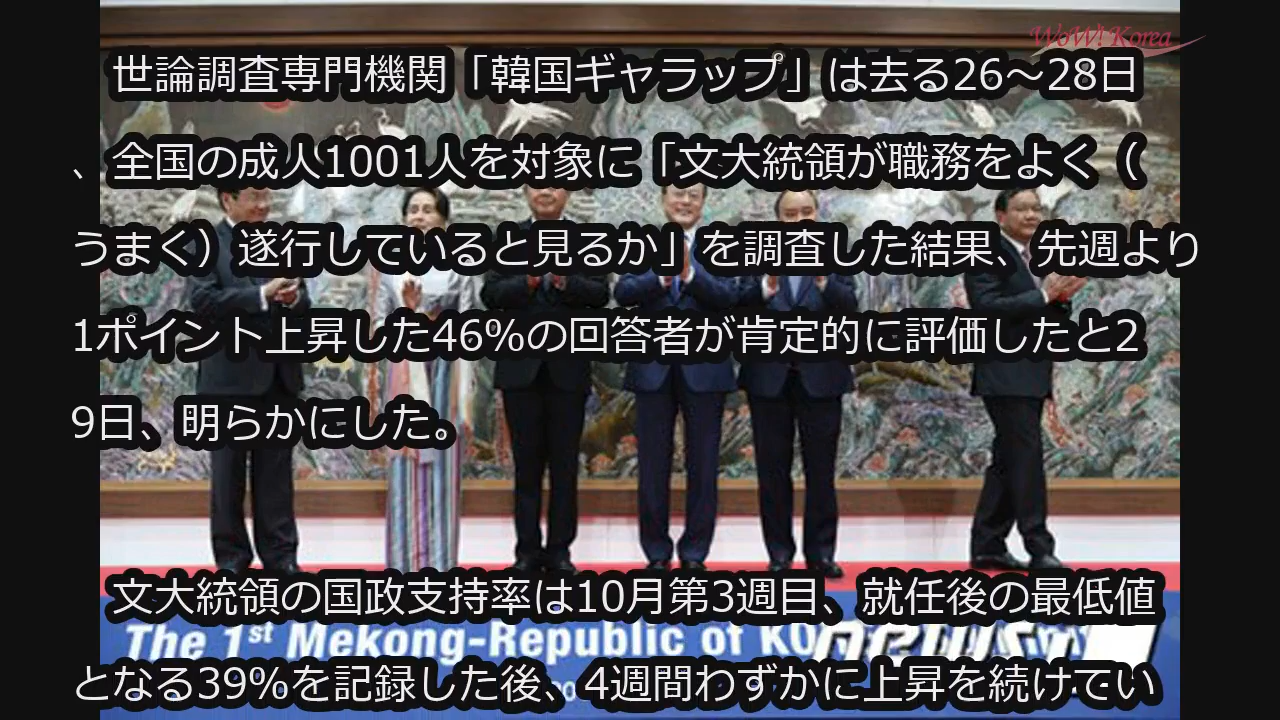 WoW! Korea
世論調査専門機関「韓国ギャラップ」は去る26～28日
、全国の成人1001人を対象に「文大統領が職務をよく（
うまく）遂行していると見るか」を調査した結果、先週より
1ポイント上昇した46%の回答者が肯定的に評価したと2
9日、明らかにした。
文大統領の国政支持率は10月第3週目、就任後の最低値
The 1st Mekong-Republic of KO
となる39%を記録した後、4週間わずかに上昇を続けてい